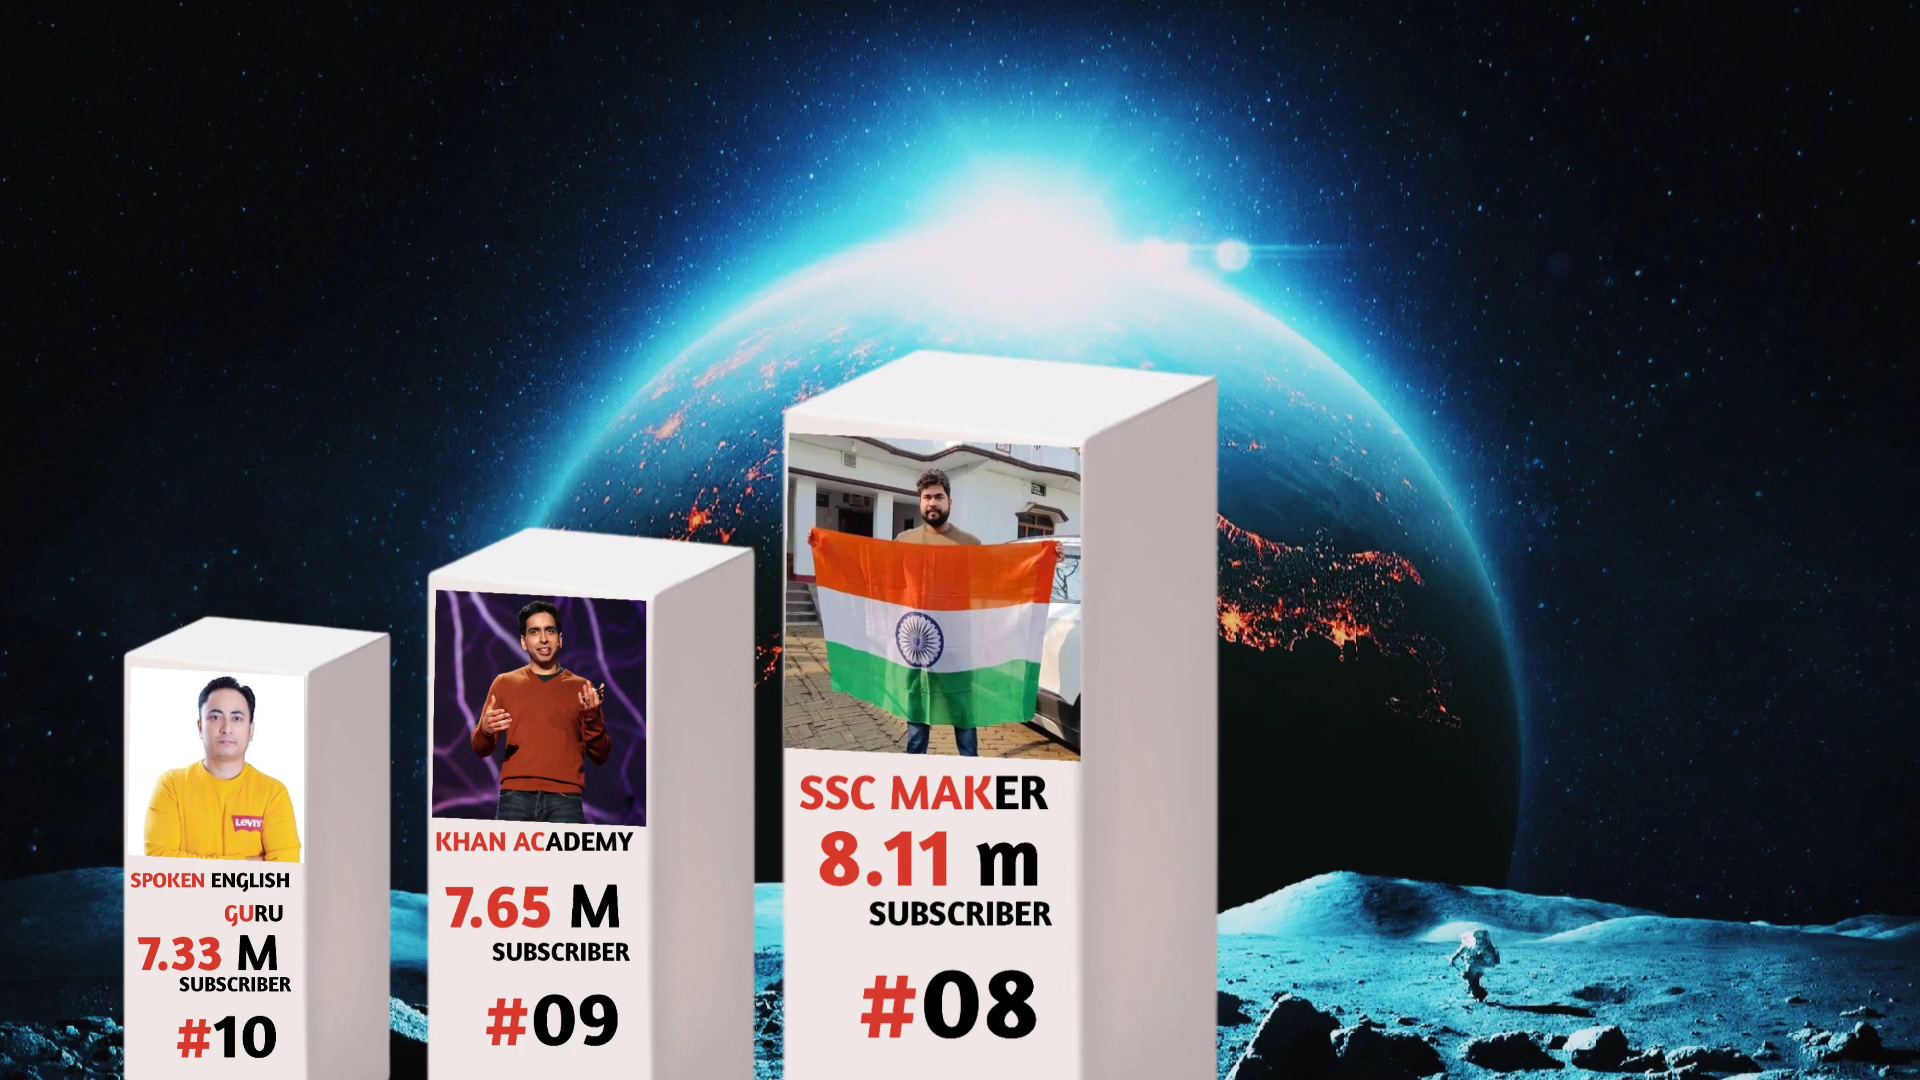 SPOKEN ENGLISH
GURU
7.33 M
SUBSCRIBER
#10
KHAN ACADEMY
7.65 M
SUBSCRIBER
#09
SSC MAKER
8.11 m
SUBSCRIBER
#08
Levi's